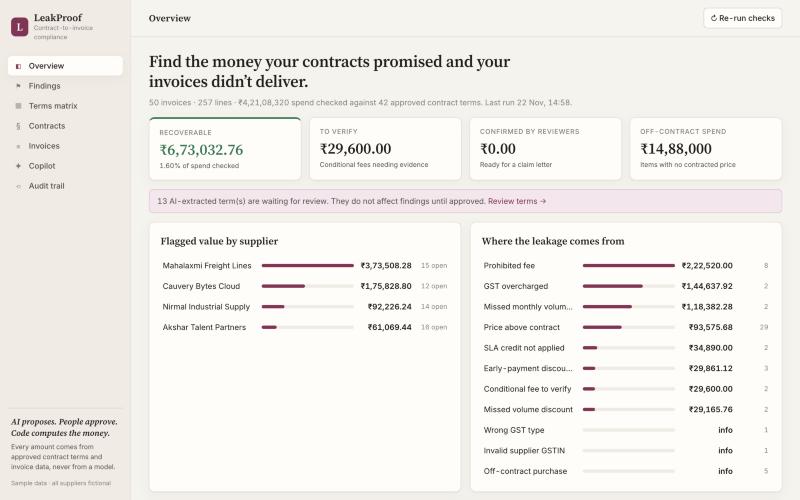 L
LeakProof
Contract-to-invoice
compliance
Overview
Findings
Terms matrix
§ Contracts
Invoices
Copilot
Audit trail
AI proposes. People approve.
Code computes the money.
Every amount comes from
approved contract terms and
invoice data, never from a model.
Sample data · all suppliers fictional
Overview
↻ Re-run checks
Find the money your contracts promised and your
invoices didn’t deliver.
50 invoices · 257 lines · ₹4,21,08,320 spend checked against 42 approved contract terms. Last run 22 Nov, 14:58.
RECOVERABLE
₹6,73,032.76
1.60% of spend checked
TO VERIFY
₹29,600.00
Conditional fees needing evidence
CONFIRMED BY REVIEWERS
₹0.00
Ready for a claim letter
OFF-CONTRACT SPEND
₹14,88,000
Items with no contracted price
13 AI-extracted term(s) are waiting for review. They do not affect findings until approved. Review terms →
Flagged value by supplier
Mahalaxmi Freight Lines ₹3,73,508.28 15 open
Cauvery Bytes Cloud ₹1,75,828.80 12 open
Nirmal Industrial Supply ₹92,226.24 14 open
Akshar Talent Partners ₹61,069.44 16 open
Where the leakage comes from
Prohibited fee ₹2,22,520.00 8
GST overcharged ₹1,44,637.92 2
Missed monthly volum... ₹1,18,382.28 2
Price above contract ₹93,575.68 29
SLA credit not applied ₹34,890.00 2
Early-payment discou... ₹29,861.12 3
Conditional fee to verify ₹29,600.00 2
Missed volume discount ₹29,165.76 2
Wrong GST type info 1
Invalid supplier GSTIN info 1
Off-contract purchase info 5